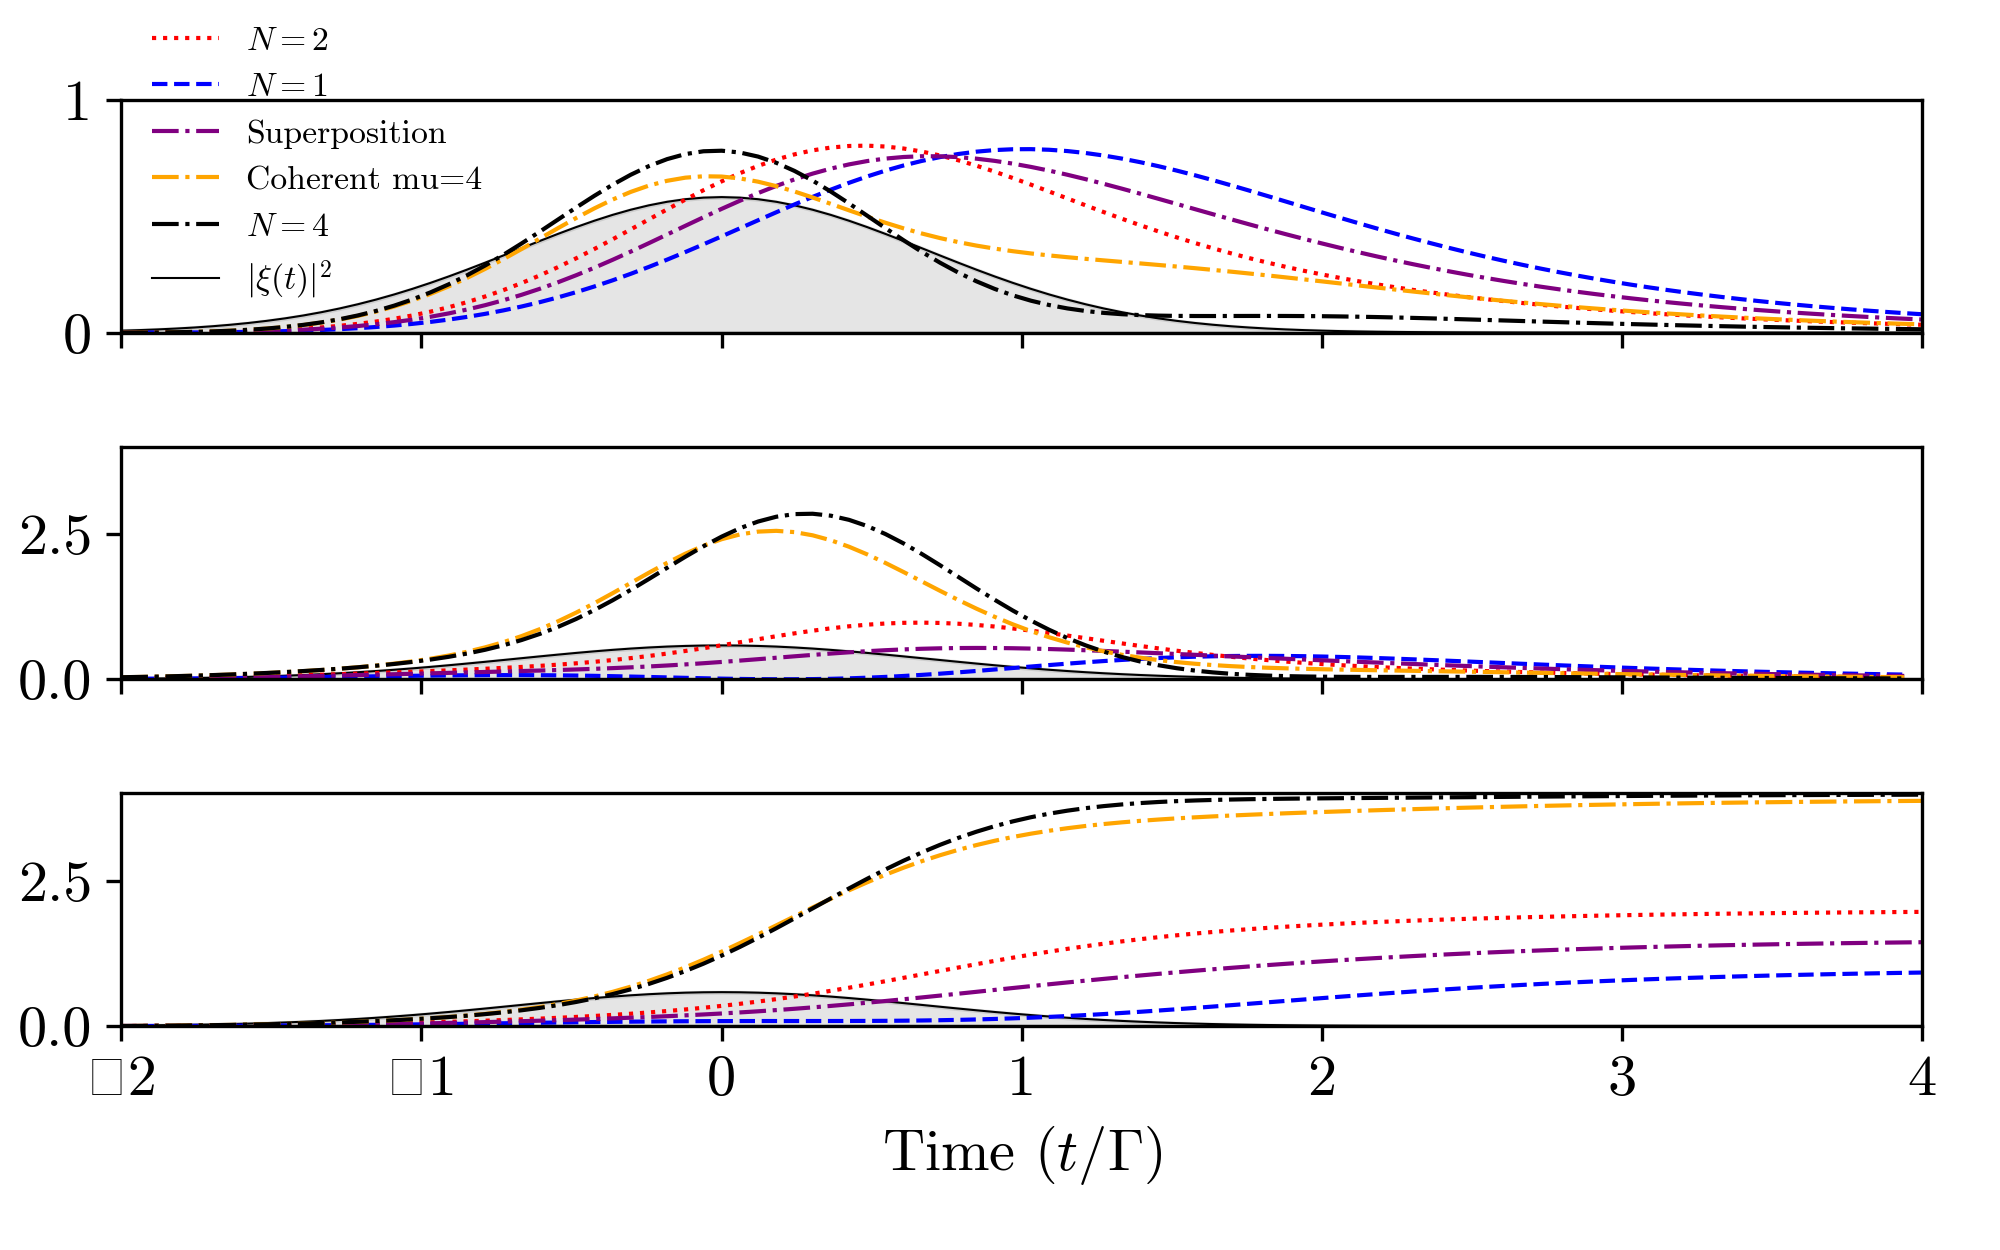 N = 2
N = 1
Superposition
Coherent mu=4
N = 4
|ξ(t)|²
1
0
2.5
0.0
2.5
0.0
□2 □1 0 1 2 3 4
Time (t/Γ)